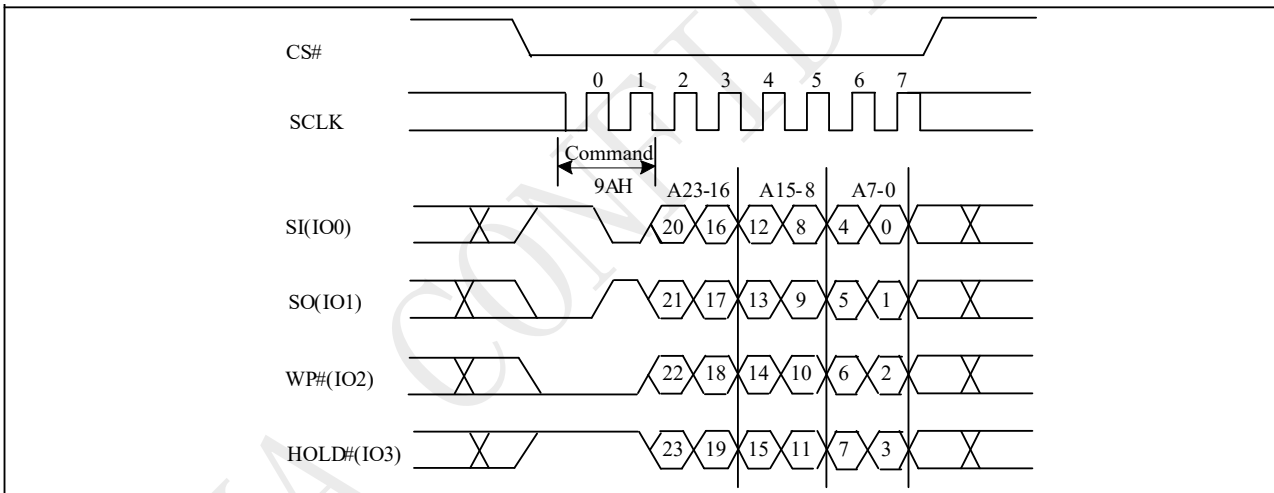 CS#
0 1 2 3 4 5 6 7
SCLK
Command
9AH A23-16 A15-8 A7-0
SI(IO0) 20 16 12 8 4 0
SO(IO1) 21 17 13 9 5 1
WP#(IO2) 22 18 14 10 6 2
HOLD#(IO3) 23 19 15 11 7 3